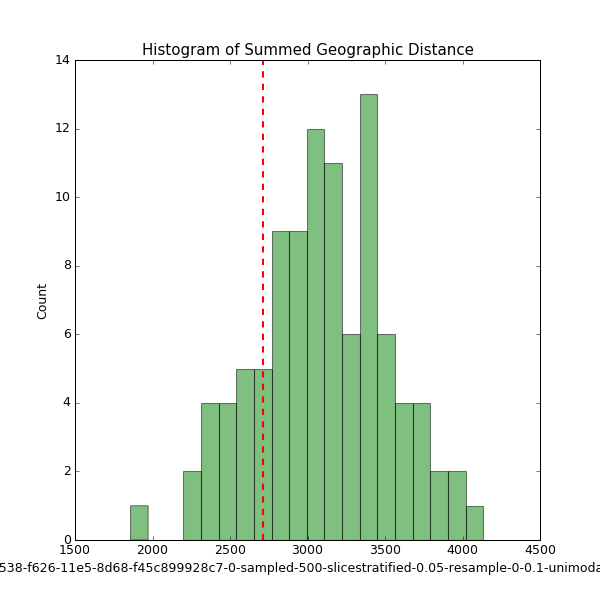 Histogram of Summed Geographic Distance
14
12
10
8
6
4
2
0
Count
1500 2000 2500 3000 3500 4000 4500
538-f626-11e5-8d68-f45c899928c7-0-sampled-500-slicestratified-0.05-resample-0-0.1-unimoda